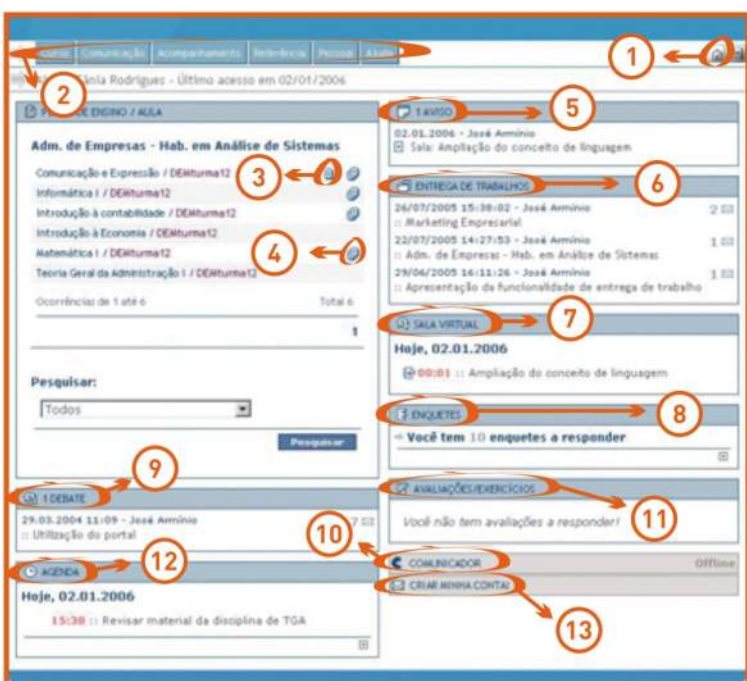 Comunicação Acompanhamento Referência Pessoal Ajuda
1
2
Sânia Rodrigues - Último acesso em 02/01/2006
DE ENSINO / AULA
Adm. de Empresas - Hab. em Análise de Sistemas
Comunicação e Expressão / DEMturma12
3
Informática I / DEMturma12
Introdução à contabilidade / DEMturma12
Introdução à Economia / DEMturma12
Matemática I / DEMturma12
4
Teoria Geral da Administração I / DEMturma12
Ocorrências de 1 até 6 Total 6
1
Pesquisar:
Todos
Pesquisar
9
1 DEBATE
29.03.2004 11:09 - José Armínio 7
:: Utilização do portal
12
AGENDA
Hoje, 02.01.2006
15:30 :: Revisar material da disciplina de TGA
1 AVISO
5
02.01.2006 - José Armínio
Sala: Ampliação do conceito de linguagem
ENTREGA DE TRABALHOS
6
26/07/2005 15:38:02 - José Armínio 2
:: Marketing Empresarial
22/07/2005 14:27:53 - José Armínio 1
:: Adm. de Empresas - Hab. em Análise de Sistemas
29/06/2005 16:11:26 - José Armínio 1
:: Apresentação da funcionalidade de entrega de trabalho
SALA VIRTUAL
7
Hoje, 02.01.2006
00:01 :: Ampliação do conceito de linguagem
ENQUETES
8
Você tem 10 enquetes a responder
AVALIAÇÕES/EXERCÍCIOS
11
Você não tem avaliações a responder!
10
COMUNICADOR Offline
CRIAR MINHA CONTA!
13